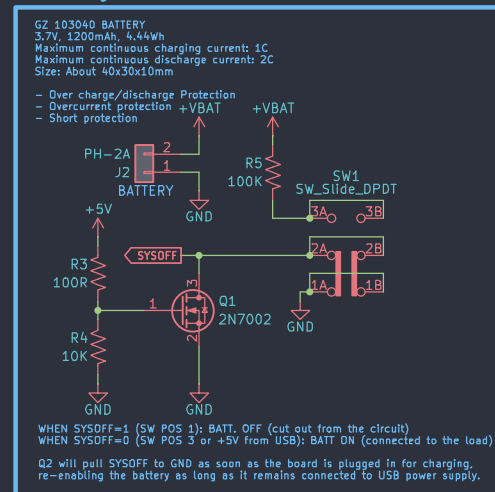 GZ 103040 BATTERY
3.7V, 1200mAh, 4.44Wh
Maximum continuous charging current: 1C
Maximum continuous discharge current: 2C
Size: About 40x30x10mm
- Over charge/discharge Protection
- Overcurrent protection
- Short protection
+VBAT
+VBAT
PH-2A
2
J2
1
BATTERY
GND
R5
100K
SW1
SW_Slide_DPDT
3A
3B
+5V
SYSOFF
2A
2B
R3
100R
3
1A
1B
1
Q1
2N7002
GND
R4
10K
2
GND
GND
WHEN SYSOFF=1 (SW POS 1): BATT. OFF (cut out from the circuit)
WHEN SYSOFF=0 (SW POS 3 or +5V from USB): BATT ON (connected to the load)
Q2 will pull SYSOFF to GND as soon as the board is plugged in for charging,
re-enabling the battery as long as it remains connected to USB power supply.